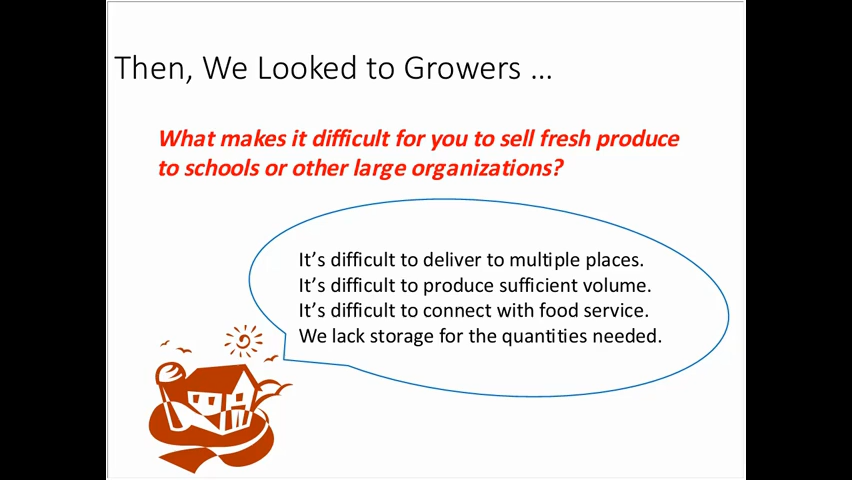 Then, We Looked to Growers ...
What makes it difficult for you to sell fresh produce
to schools or other large organizations?
It’s difficult to deliver to multiple places.
It’s difficult to produce sufficient volume.
It’s difficult to connect with food service.
We lack storage for the quantities needed.